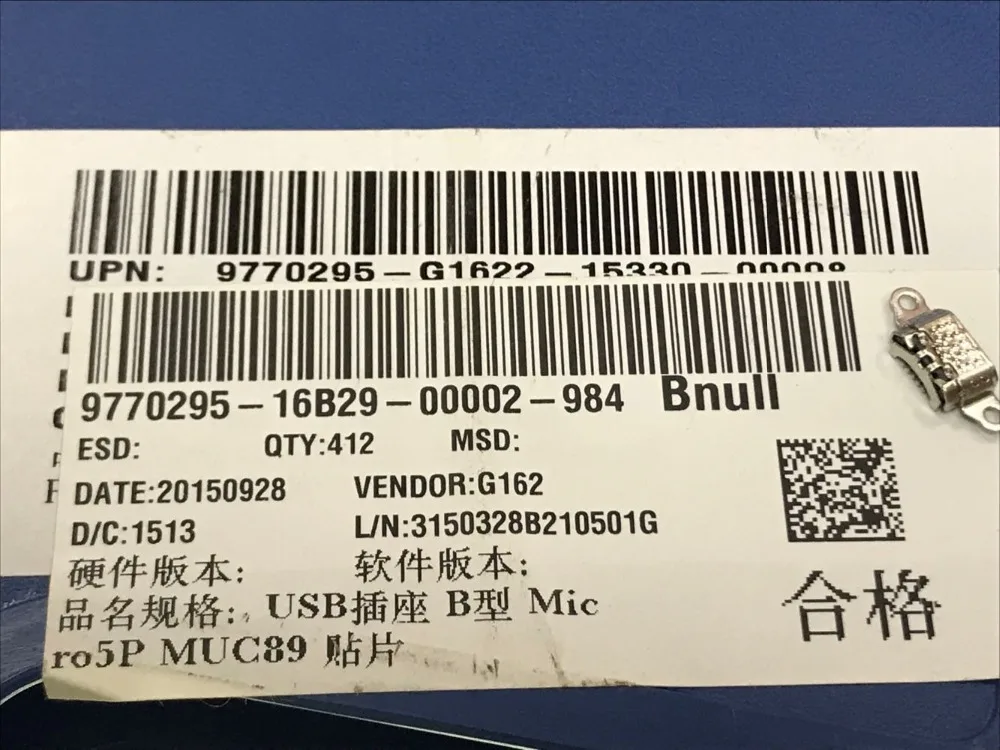 UPN: 9770295-G1622-15330-00008
9770295-16B29-00002-984 Bnull
ESD: QTY:412 MSD:
DATE:20150928 VENDOR:G162
D/C:1513 L/N:3150328B210501G
硬件版本: 软件版本:
品名规格: USB插座 B型 Mic
ro5P MUC89 贴片
合格